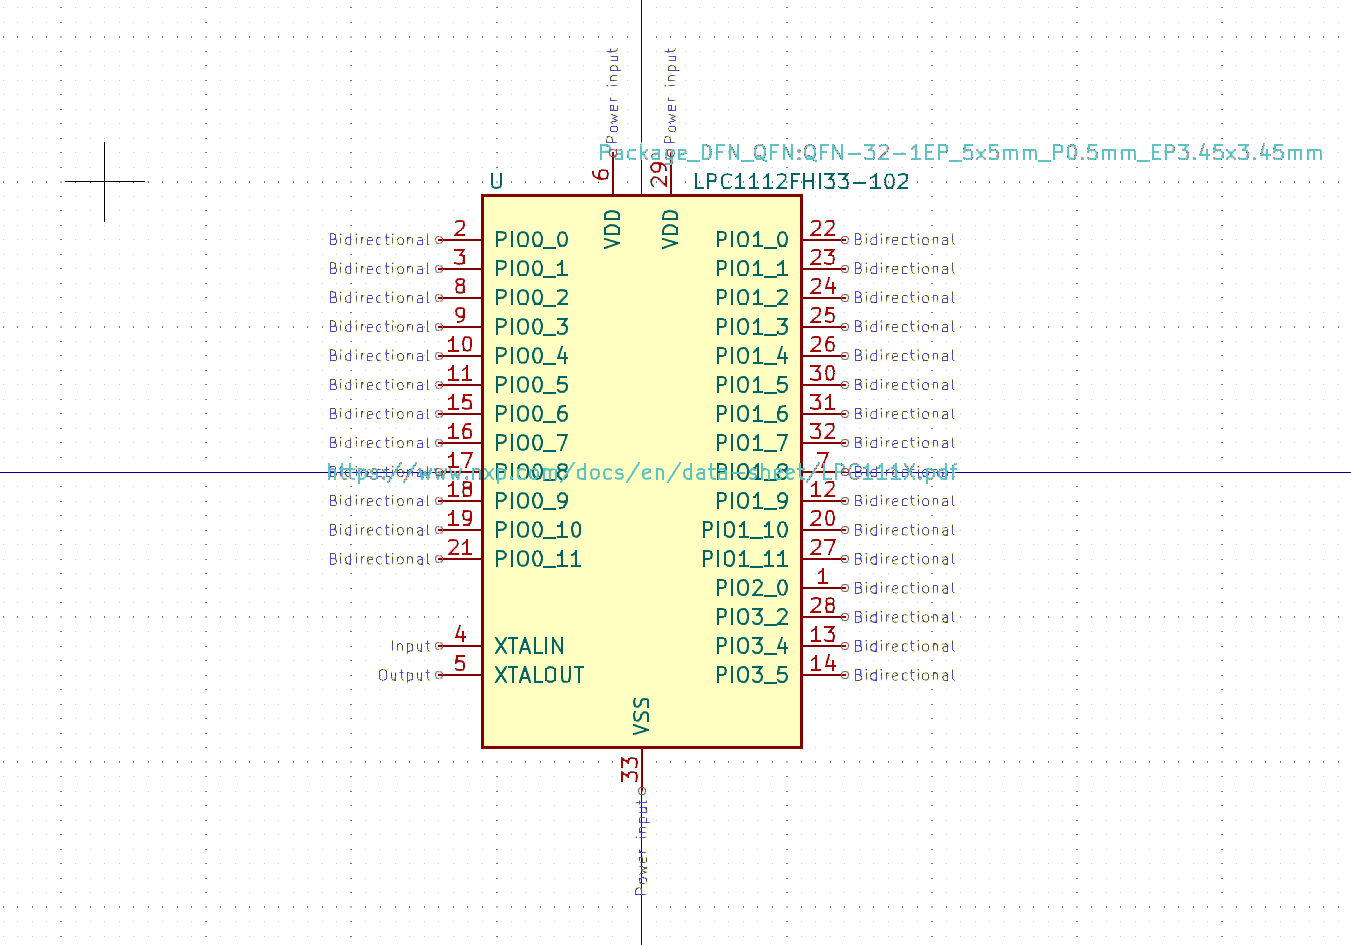 Power input
Power input
Package_DFN_QFN:QFN-32-1EP_5x5mm_P0.5mm_EP3.45x3.45mm
6
29
U
LPC1112FHI33-102
VDD
VDD
Bidirectional 2 PIO0_0 PIO1_0 22 Bidirectional
Bidirectional 3 PIO0_1 PIO1_1 23 Bidirectional
Bidirectional 8 PIO0_2 PIO1_2 24 Bidirectional
Bidirectional 9 PIO0_3 PIO1_3 25 Bidirectional
Bidirectional 10 PIO0_4 PIO1_4 26 Bidirectional
Bidirectional 11 PIO0_5 PIO1_5 30 Bidirectional
Bidirectional 15 PIO0_6 PIO1_6 31 Bidirectional
Bidirectional 16 PIO0_7 PIO1_7 32 Bidirectional
Bidirectional 17 PIO0_8 PIO1_8 7 Bidirectional
https://www.nxp.com/docs/en/data-sheet/LPC111X.pdf
Bidirectional 18 PIO0_9 PIO1_9 12 Bidirectional
Bidirectional 19 PIO0_10 PIO1_10 20 Bidirectional
Bidirectional 21 PIO0_11 PIO1_11 27 Bidirectional
PIO2_0 1 Bidirectional
PIO3_2 28 Bidirectional
Input 4 XTALIN PIO3_4 13 Bidirectional
Output 5 XTALOUT PIO3_5 14 Bidirectional
VSS
33
Power input